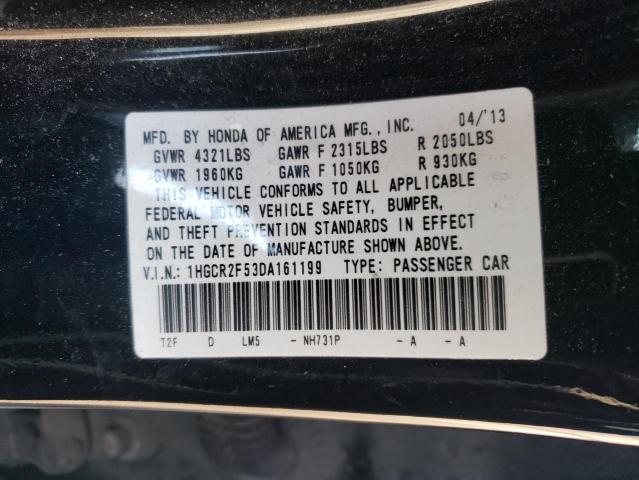 MFD. BY HONDA OF AMERICA MFG., INC. 04/'13
GVWR 4321LBS GAWR F 2315LBS R 2050LBS
GVWR 1960KG GAWR F 1050KG R 930KG
THIS VEHICLE CONFORMS TO ALL APPLICABLE
FEDERAL MOTOR VEHICLE SAFETY, BUMPER,
AND THEFT PREVENTION STANDARDS IN EFFECT
ON THE DATE OF MANUFACTURE SHOWN ABOVE.
V.I.N.: 1HGCR2F53DA161199 TYPE: PASSENGER CAR
T2F D LM5 - NH731P - A - A